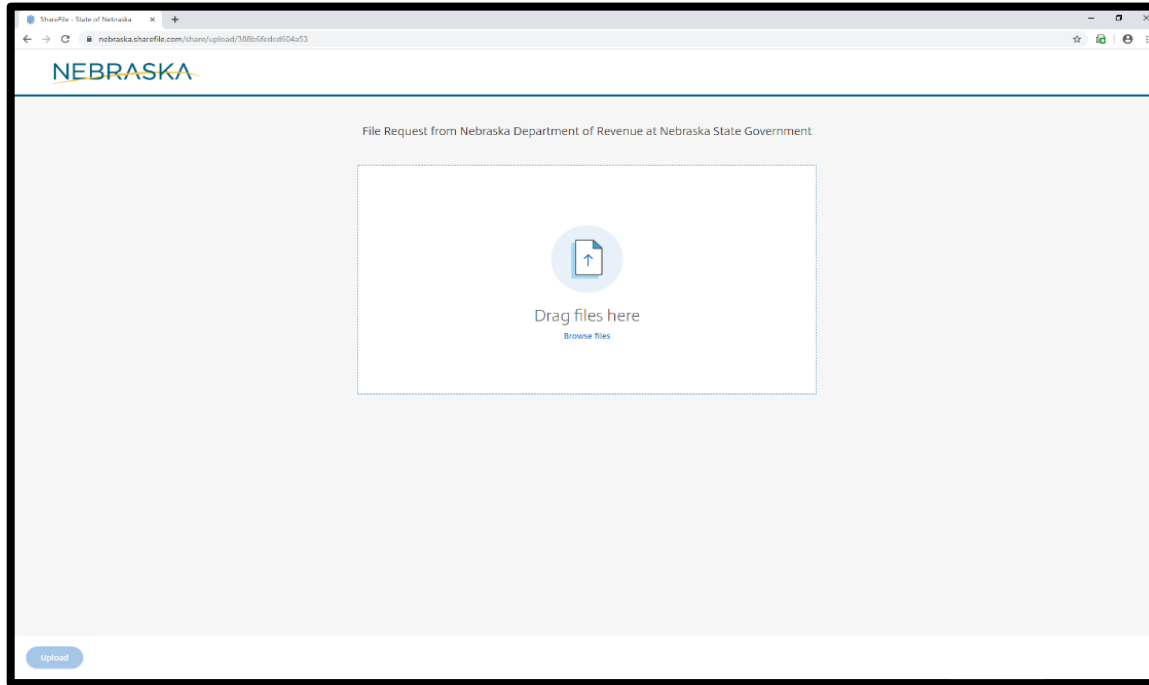 ShareFile - State of Nebraska
nebraska.sharefile.com/share/upload/388b6fedcd604a53
NEBRASKA
File Request from Nebraska Department of Revenue at Nebraska State Government
Drag files here
Browse files
Upload